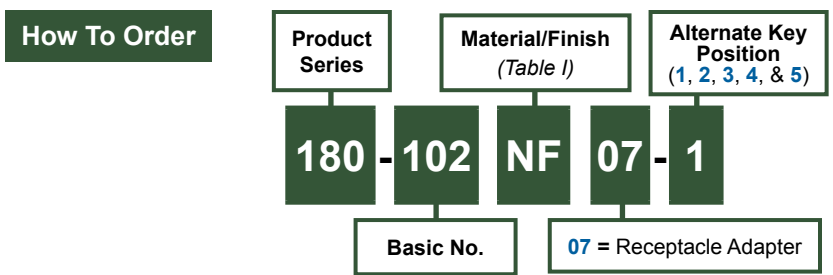 How To Order
Product
Series
Material/Finish
(Table I)
Alternate Key
Position
(1, 2, 3, 4, & 5)
180 - 102 NF 07 - 1
Basic No.
07 = Receptacle Adapter